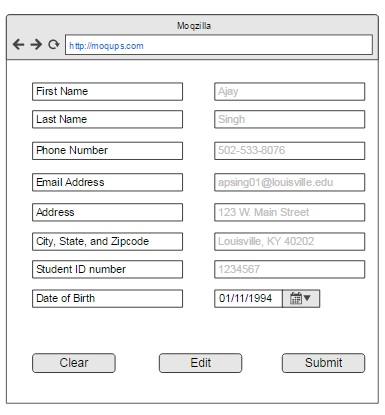 Moqzilla
http://moqups.com
First Name Ajay
Last Name Singh
Phone Number 502-533-8076
Email Address apsing01@louisville.edu
Address 123 W. Main Street
City, State, and Zipcode Louisville, KY 40202
Student ID number 1234567
Date of Birth 01/11/1994
Clear Edit Submit